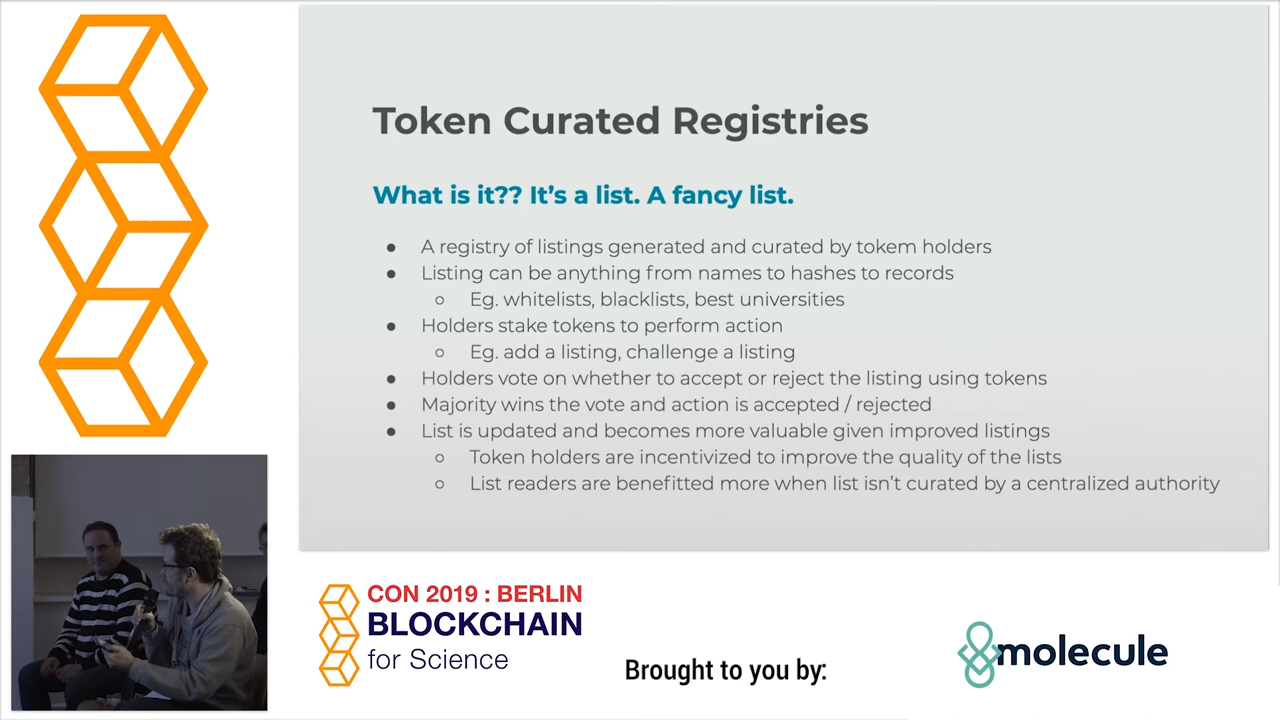 Token Curated Registries
What is it?? It's a list. A fancy list.
● A registry of listings generated and curated by tokem holders
● Listing can be anything from names to hashes to records
○ Eg. whitelists, blacklists, best universities
● Holders stake tokens to perform action
○ Eg. add a listing, challenge a listing
● Holders vote on whether to accept or reject the listing using tokens
● Majority wins the vote and action is accepted / rejected
● List is updated and becomes more valuable given improved listings
○ Token holders are incentivized to improve the quality of the lists
○ List readers are benefitted more when list isn't curated by a centralized authority
CON 2019 : BERLIN
BLOCKCHAIN
for Science
Brought to you by:
molecule